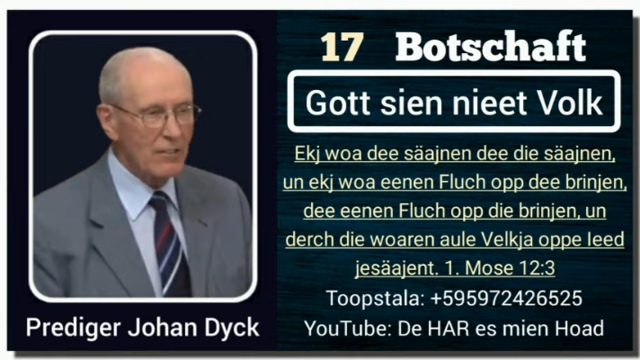 17 Botschaft
Gott sien nieet Volk
Ekj woa dee säajnen dee die säajnen,
un ekj woa eenen Fluch opp dee brinjen,
dee eenen Fluch opp die brinjen, un
derch die woaren aule Velkja oppe Ieed
jesäajent. 1. Mose 12:3
Toopstala: +595972426525
YouTube: De HAR es mien Hoad
Prediger Johan Dyck